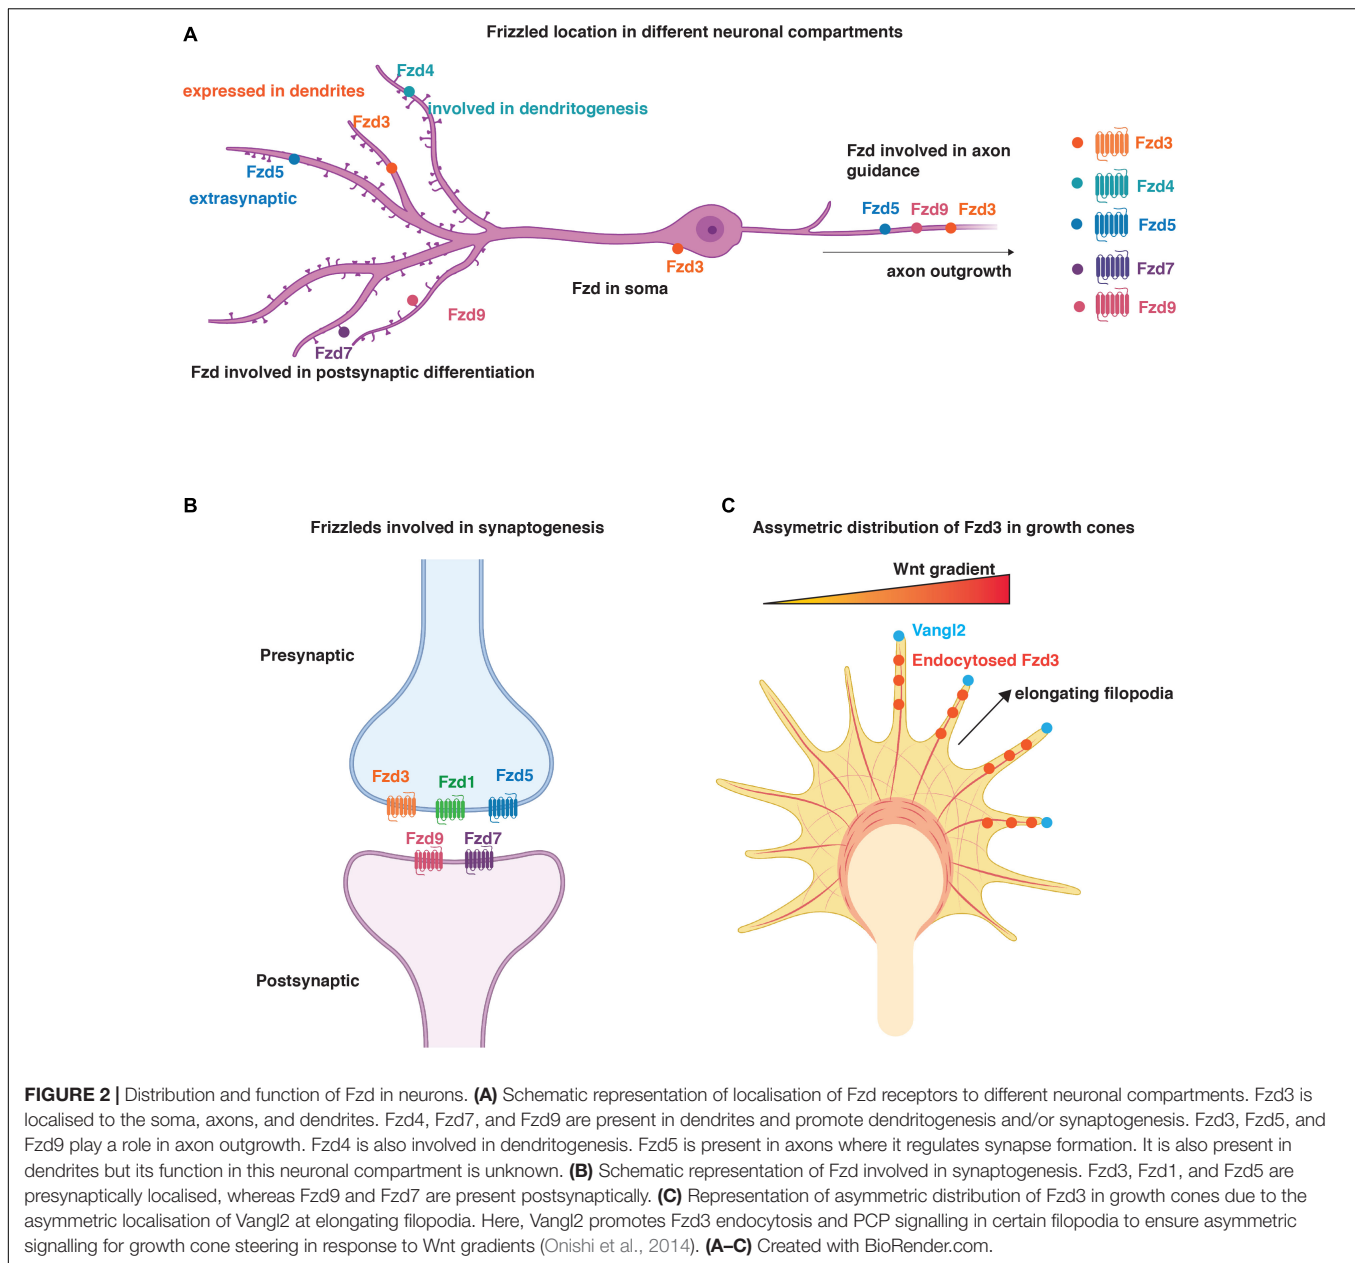 A
Frizzled location in different neuronal compartments
Fzd4
expressed in dendrites
involved in dendritogenesis
Fzd3
Fzd5
extrasynaptic
Fzd involved in axon
guidance
Fzd5 Fzd9 Fzd3
axon outgrowth
Fzd3
Fzd in soma
Fzd9
Fzd7
Fzd involved in postsynaptic differentiation
Fzd3
Fzd4
Fzd5
Fzd7
Fzd9
B
Frizzleds involved in synaptogenesis
Presynaptic
Fzd3
Fzd1
Fzd5
Fzd9
Fzd7
Postsynaptic
C
Assymetric distribution of Fzd3 in growth cones
Wnt gradient
Vangl2
Endocytosed Fzd3
elongating filopodia
FIGURE 2 | Distribution and function of Fzd in neurons. (A) Schematic representation of localisation of Fzd receptors to different neuronal compartments. Fzd3 is
localised to the soma, axons, and dendrites. Fzd4, Fzd7, and Fzd9 are present in dendrites and promote dendritogenesis and/or synaptogenesis. Fzd3, Fzd5, and
Fzd9 play a role in axon outgrowth. Fzd4 is also involved in dendritogenesis. Fzd5 is present in axons where it regulates synapse formation. It is also present in
dendrites but its function in this neuronal compartment is unknown. (B) Schematic representation of Fzd involved in synaptogenesis. Fzd3, Fzd1, and Fzd5 are
presynaptically localised, whereas Fzd9 and Fzd7 are present postsynaptically. (C) Representation of asymmetric distribution of Fzd3 in growth cones due to the
asymmetric localisation of Vangl2 at elongating filopodia. Here, Vangl2 promotes Fzd3 endocytosis and PCP signalling in certain filopodia to ensure asymmetric
signalling for growth cone steering in response to Wnt gradients (Onishi et al., 2014). (A–C) Created with BioRender.com.